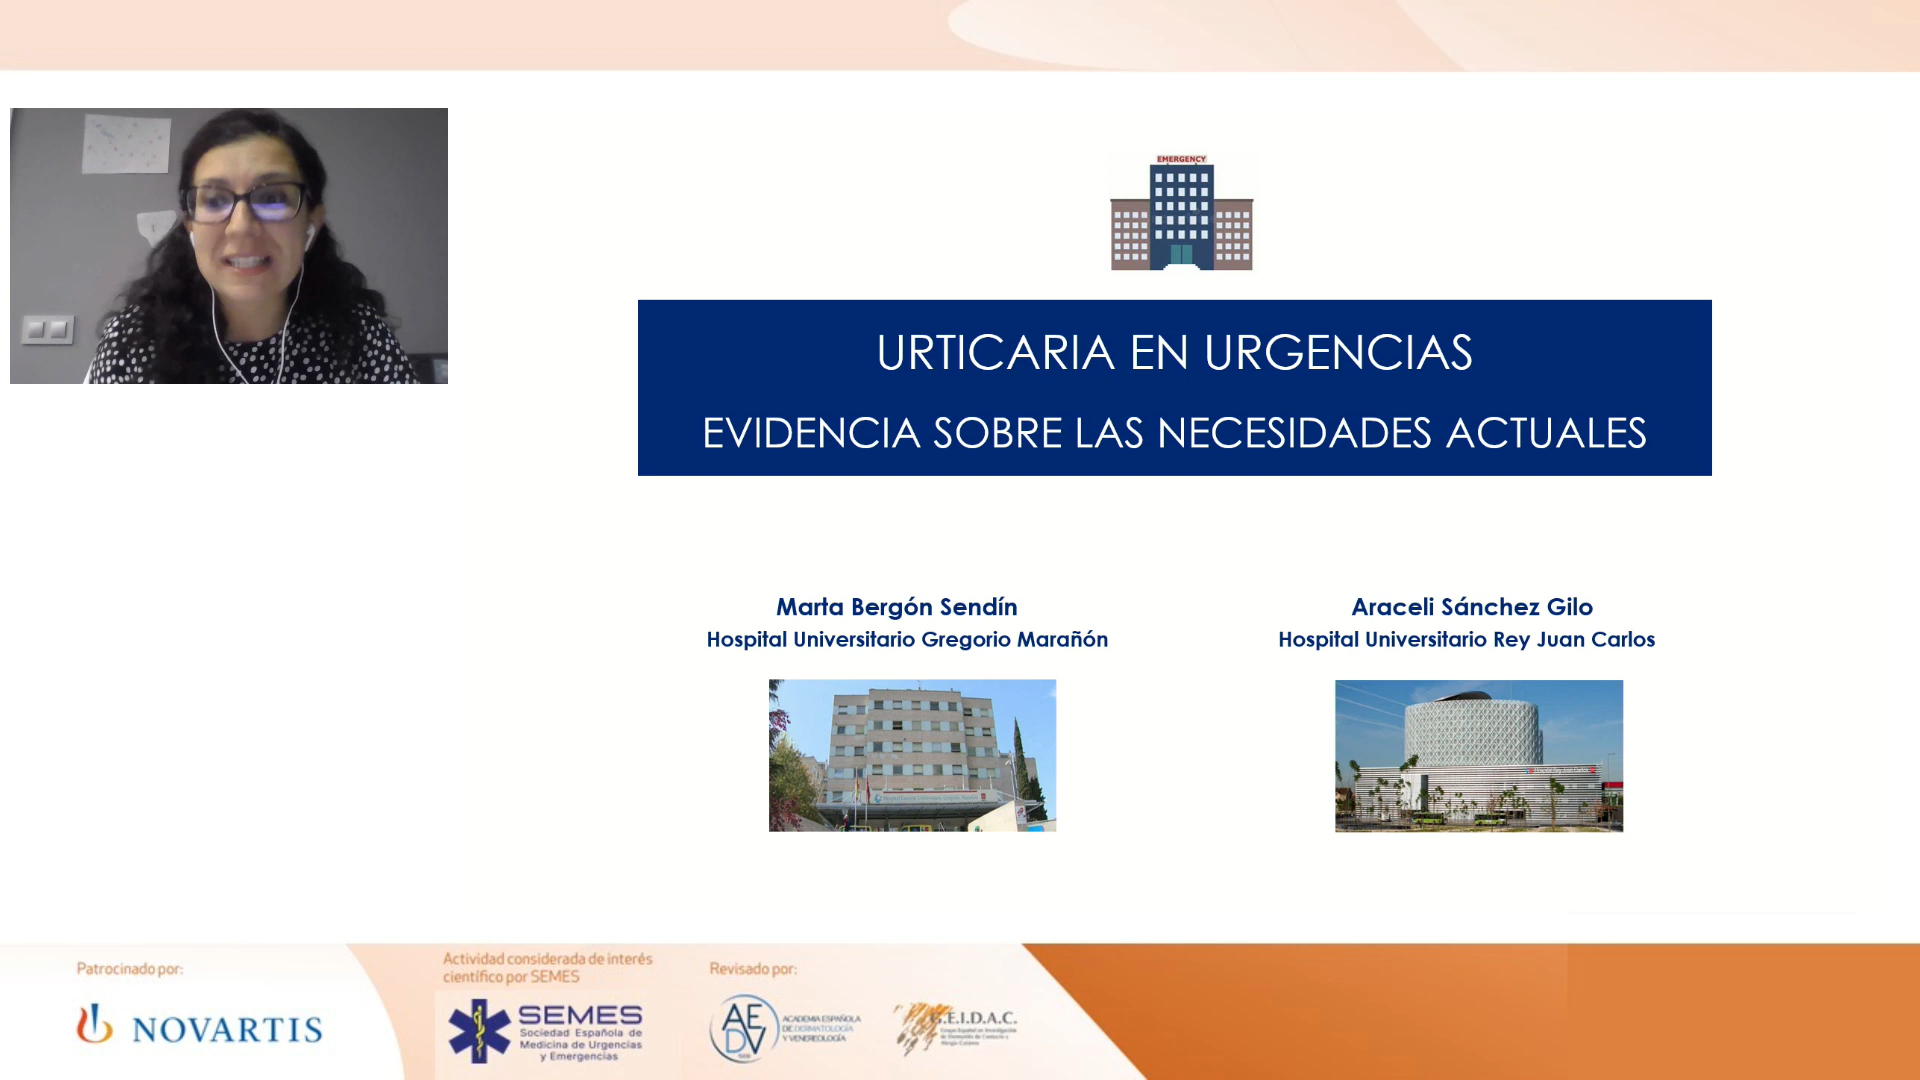 EMERGENCY
URTICARIA EN URGENCIAS
EVIDENCIA SOBRE LAS NECESIDADES ACTUALES
Marta Bergón Sendín
Hospital Universitario Gregorio Marañón
Araceli Sánchez Gilo
Hospital Universitario Rey Juan Carlos
Patrocinado por:
NOVARTIS
Actividad considerada de interés
científico por SEMES
SEMES
Sociedad Española de
Medicina de Urgencias
y Emergencias
Revisado por:
AEDV
ACADEMIA ESPAÑOLA
DE DERMATOLOGÍA
Y VENEREOLOGÍA
G.E.I.D.A.C.